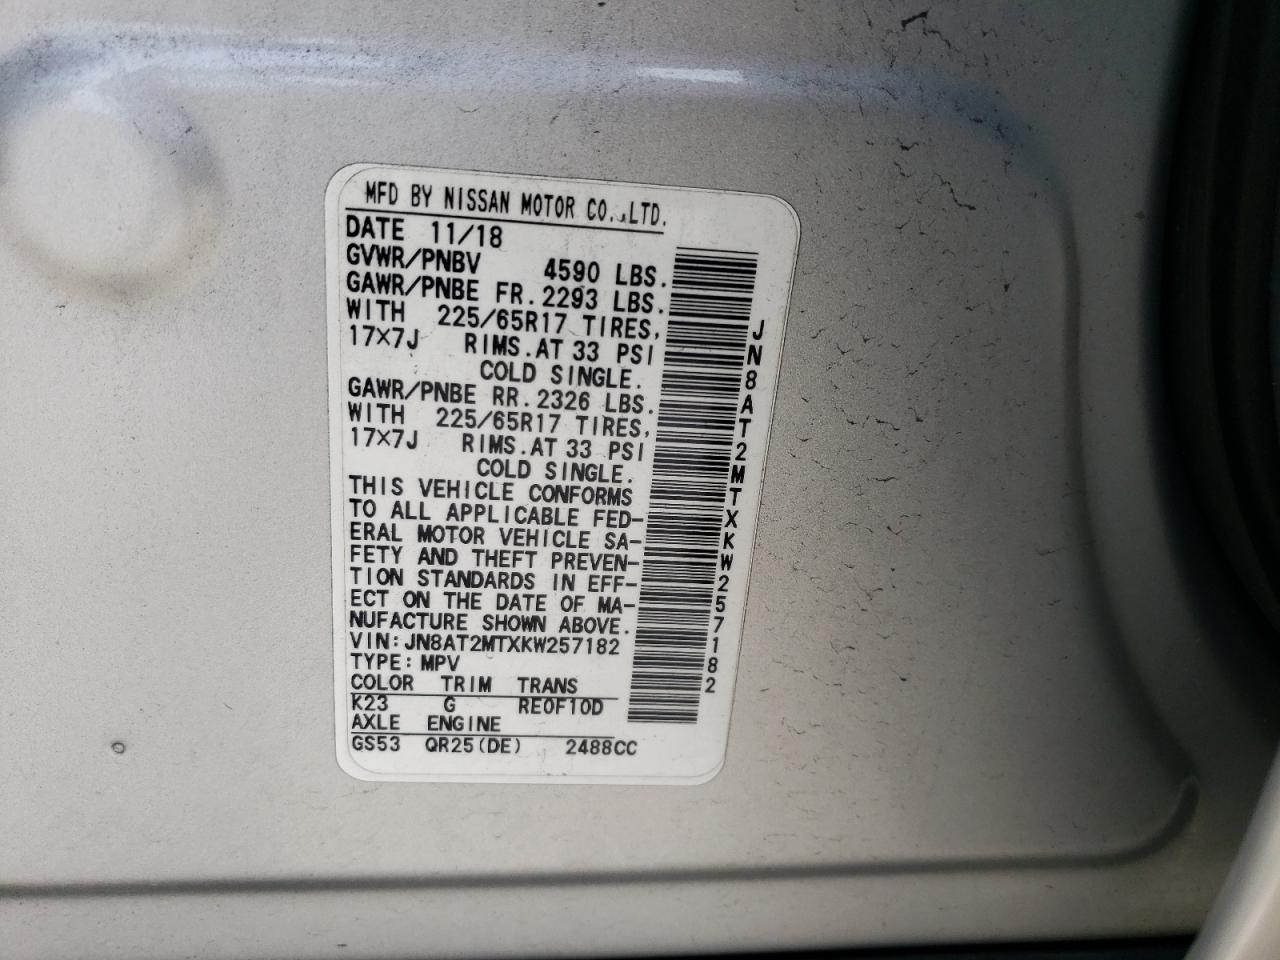 MFD BY NISSAN MOTOR CO.,LTD.
DATE 11/18
GVWR/PNBV 4590 LBS.
GAWR/PNBE FR. 2293 LBS.
WITH 225/65R17 TIRES,
17X7J RIMS. AT 33 PSI
COLD SINGLE.
GAWR/PNBE RR. 2326 LBS.
WITH 225/65R17 TIRES,
17X7J RIMS. AT 33 PSI
COLD SINGLE.
THIS VEHICLE CONFORMS
TO ALL APPLICABLE FED-
ERAL MOTOR VEHICLE SA-
FETY AND THEFT PREVEN-
TION STANDARDS IN EFF-
ECT ON THE DATE OF MA-
NUFACTURE SHOWN ABOVE.
VIN:JN8AT2MTXKW257182
TYPE:MPV
COLOR TRIM TRANS
K23 G RE0F10D
AXLE ENGINE
GS53 QR25(DE) 2488CC
JN8AT2MTXKW257182